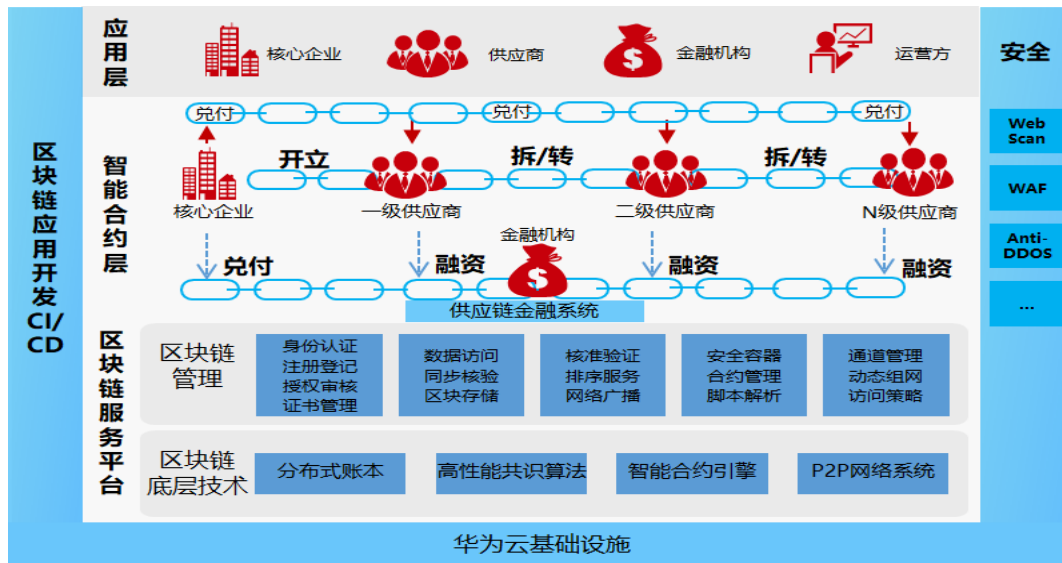 区块链应用开发CI/CD
应用层
核心企业
供应商
金融机构
运营方
智能合约层
兑付
兑付
兑付
开立
拆/转
拆/转
核心企业
一级供应商
二级供应商
N级供应商
金融机构
兑付
融资
融资
融资
供应链金融系统
区块链服务平台
区块链
管理
身份认证
注册登记
授权审核
证书管理
数据访问
同步核验
区块存储
核准验证
排序服务
网络广播
安全容器
合约管理
脚本解析
通道管理
动态组网
访问策略
区块链
底层技术
分布式账本
高性能共识算法
智能合约引擎
P2P网络系统
安全
Web
Scan
WAF
Anti-
DDOS
...
华为云基础设施